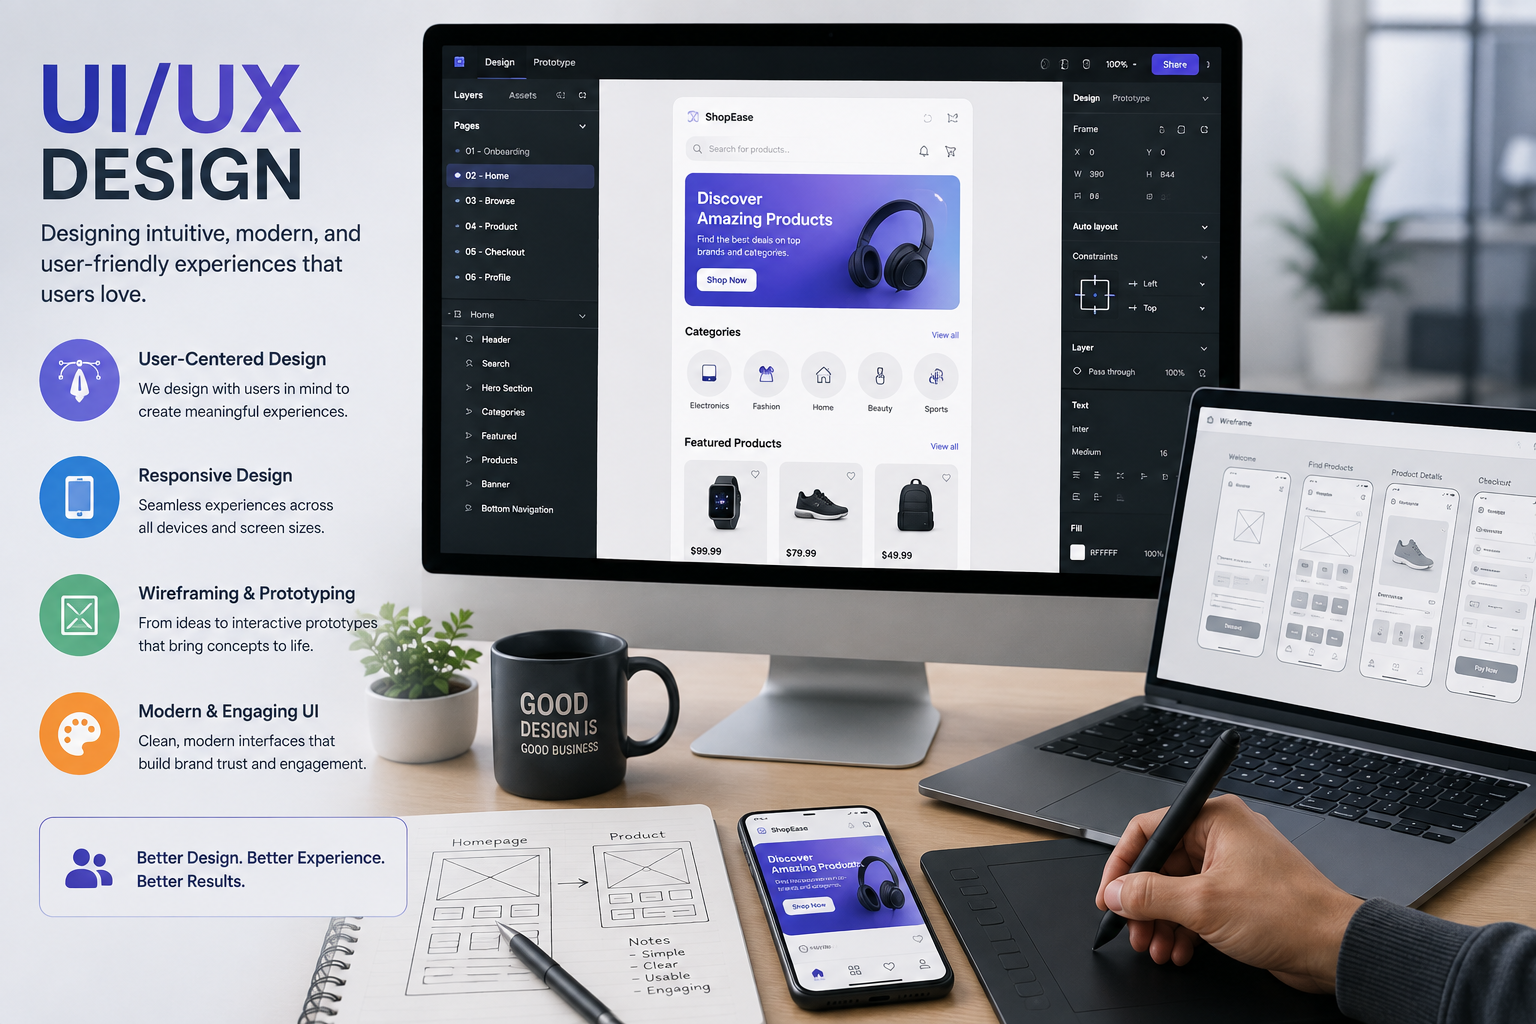 UI/UX
DESIGN
Designing intuitive, modern, and
user-friendly experiences that
users love.
User-Centered Design
We design with users in mind to
create meaningful experiences.
Responsive Design
Seamless experiences across
all devices and screen sizes.
Wireframing & Prototyping
From ideas to interactive prototypes
that bring concepts to life.
Modern & Engaging UI
Clean, modern interfaces that
build brand trust and engagement.
Better Design. Better Experience.
Better Results.
Design Prototype
100%
Share
Layers Assets
Pages
01 - Onboarding
02 - Home
03 - Browse
04 - Product
05 - Checkout
06 - Profile
Home
Header
Search
Hero Section
Categories
Featured
Products
Banner
Bottom Navigation
ShopEase
Search for products...
Discover
Amazing Products
Find the best deals on top
brands and categories.
Shop Now
Categories
View all
Electronics Fashion Home Beauty Sports
Featured Products
View all
$99.99 $79.99 $49.99
Design Prototype
Frame
X 0 Y 0
W 390 H 844
Auto layout
Constraints
Left
Top
Layer
Pass through 100%
Text
Inter
Medium 16
Fill
RFFFFF 100%
Wireframe
Welcome
Find Products
Product Details
Checkout
Pay Now
GOOD
DESIGN IS
GOOD BUSINESS
Homepage
Product
Notes
- Simple
- Clear
- Usable
- Engaging
ShopEase
Discover
Amazing Products
Shop Now